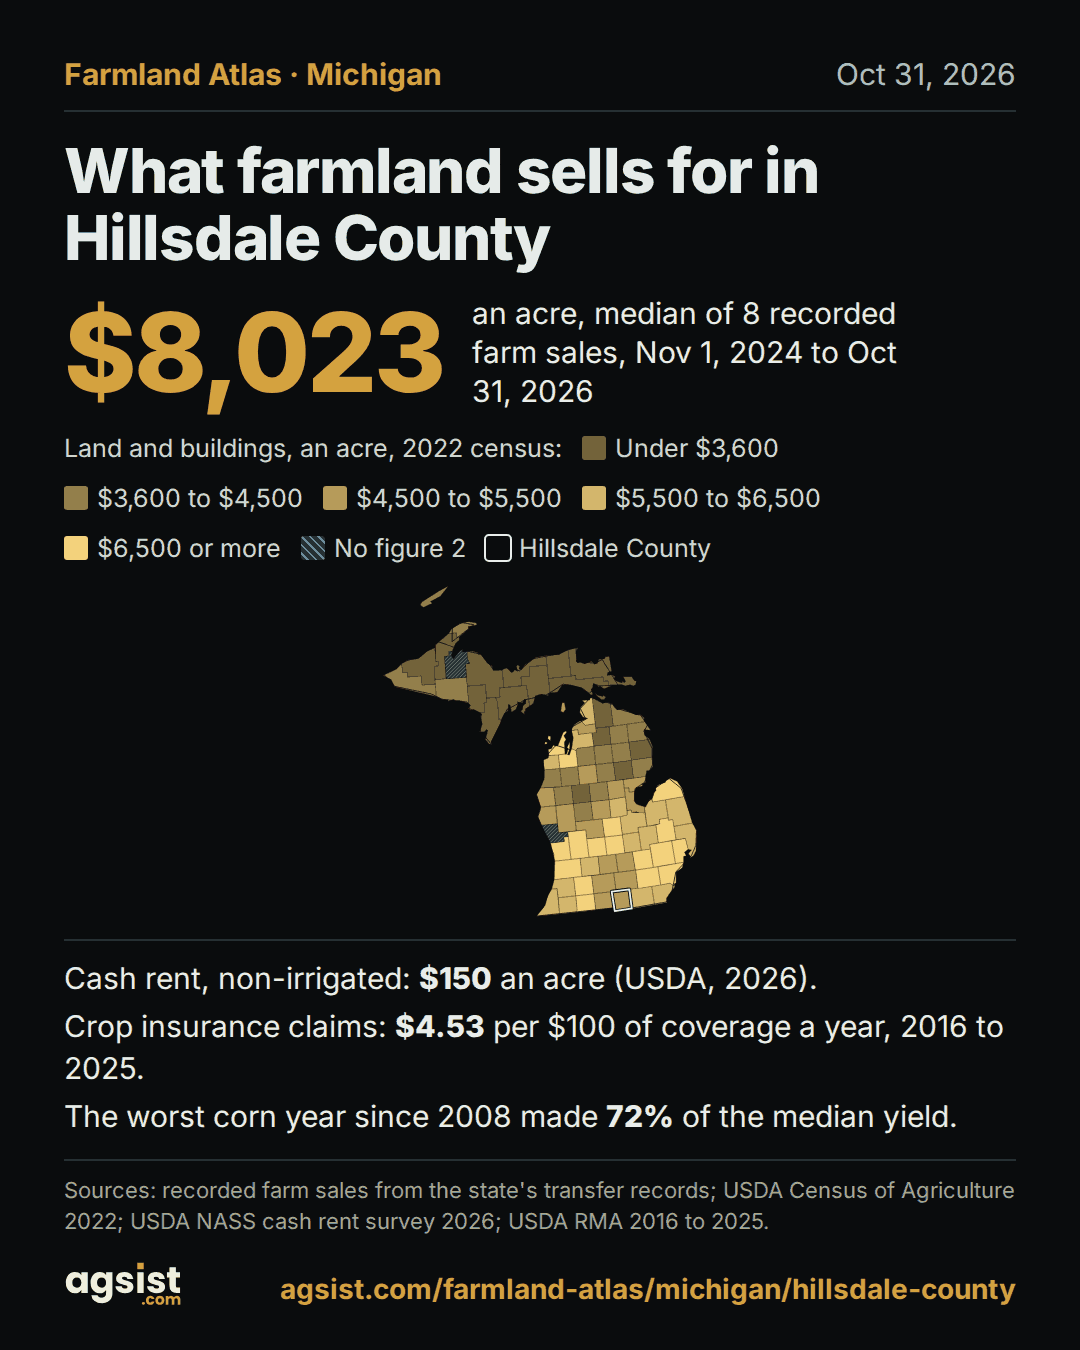 Farmland Atlas · Michigan
Oct 31, 2026
What farmland sells for in
Hillsdale County
$8,023
an acre, median of 8 recorded
farm sales, Nov 1, 2024 to Oct
31, 2026
Land and buildings, an acre, 2022 census: Under $3,600
$3,600 to $4,500 $4,500 to $5,500 $5,500 to $6,500
$6,500 or more No figure 2 Hillsdale County
Cash rent, non-irrigated: $150 an acre (USDA, 2026).
Crop insurance claims: $4.53 per $100 of coverage a year, 2016 to
2025.
The worst corn year since 2008 made 72% of the median yield.
Sources: recorded farm sales from the state's transfer records; USDA Census of Agriculture
2022; USDA NASS cash rent survey 2026; USDA RMA 2016 to 2025.
agsist
.com
agsist.com/farmland-atlas/michigan/hillsdale-county